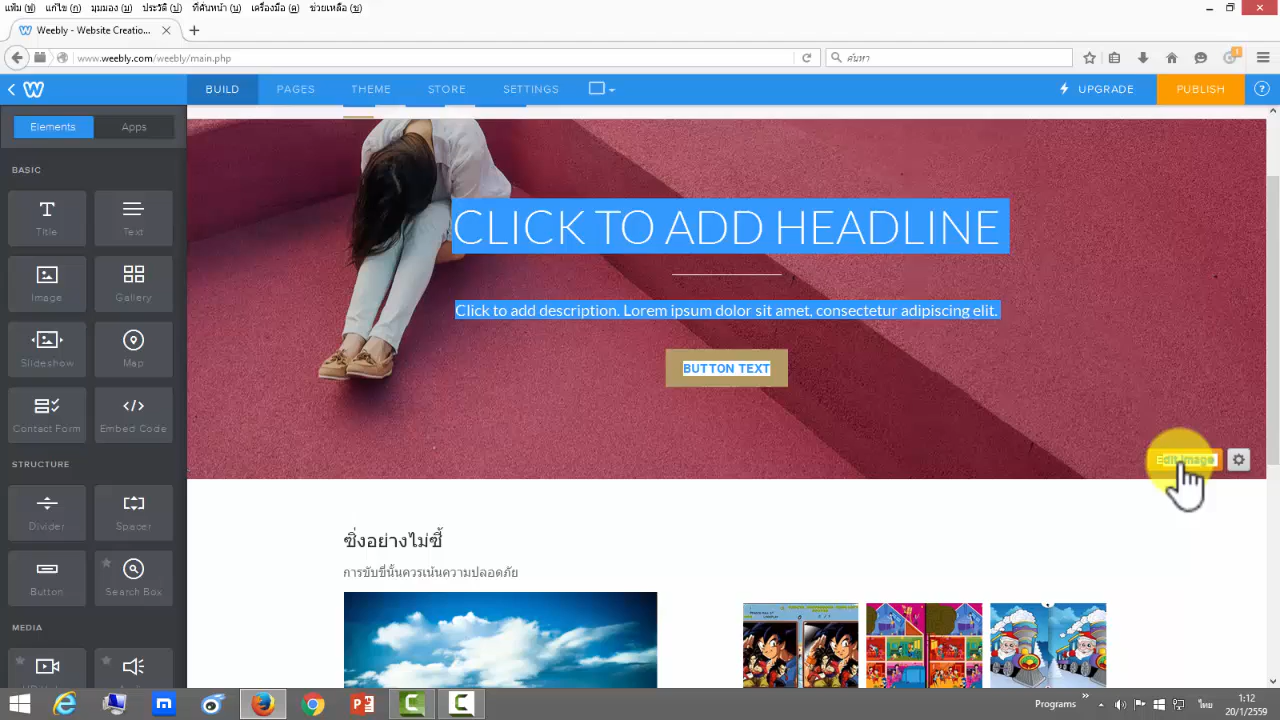 แฟ้ม (ฟ) แก้ไข (ก) มุมมอง (ม) ประวัติ (ป) ที่คั่นหน้า (น) เครื่องมือ (ค) ช่วยเหลือ (ช)
Weebly - Website Creatio...
www.weebly.com/weebly/main.php
ค้นหา
BUILD PAGES THEME STORE SETTINGS UPGRADE PUBLISH ?
Elements Apps
BASIC
Title Text
Image Gallery
Slideshow Map
Contact Form Embed Code
STRUCTURE
Divider Spacer
Button Search Box
MEDIA
CLICK TO ADD HEADLINE
Click to add description. Lorem ipsum dolor sit amet, consectetur adipiscing elit.
BUTTON TEXT
Edit Image
ซิ่งอย่างไม่ซี้
การขับขี่นั้นควรเน้นความปลอดภัย
Programs
ไทย
1:12
20/1/2559